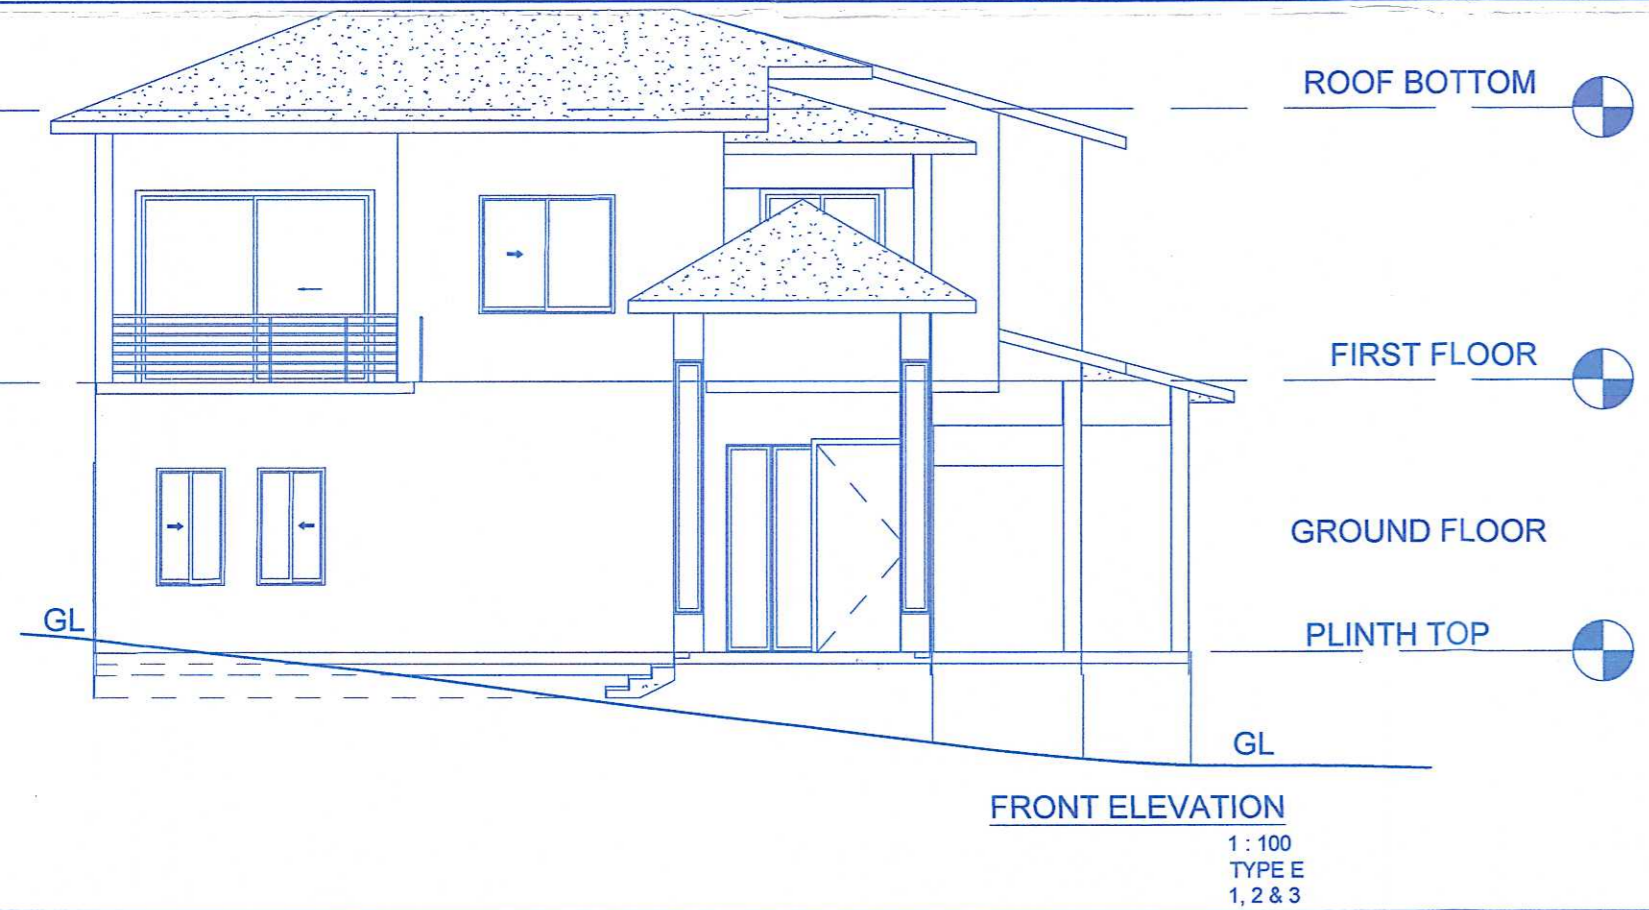 ROOF BOTTOM
FIRST FLOOR
GROUND FLOOR
GL
PLINTH TOP
GL
FRONT ELEVATION
1 : 100
TYPE E
1, 2 & 3